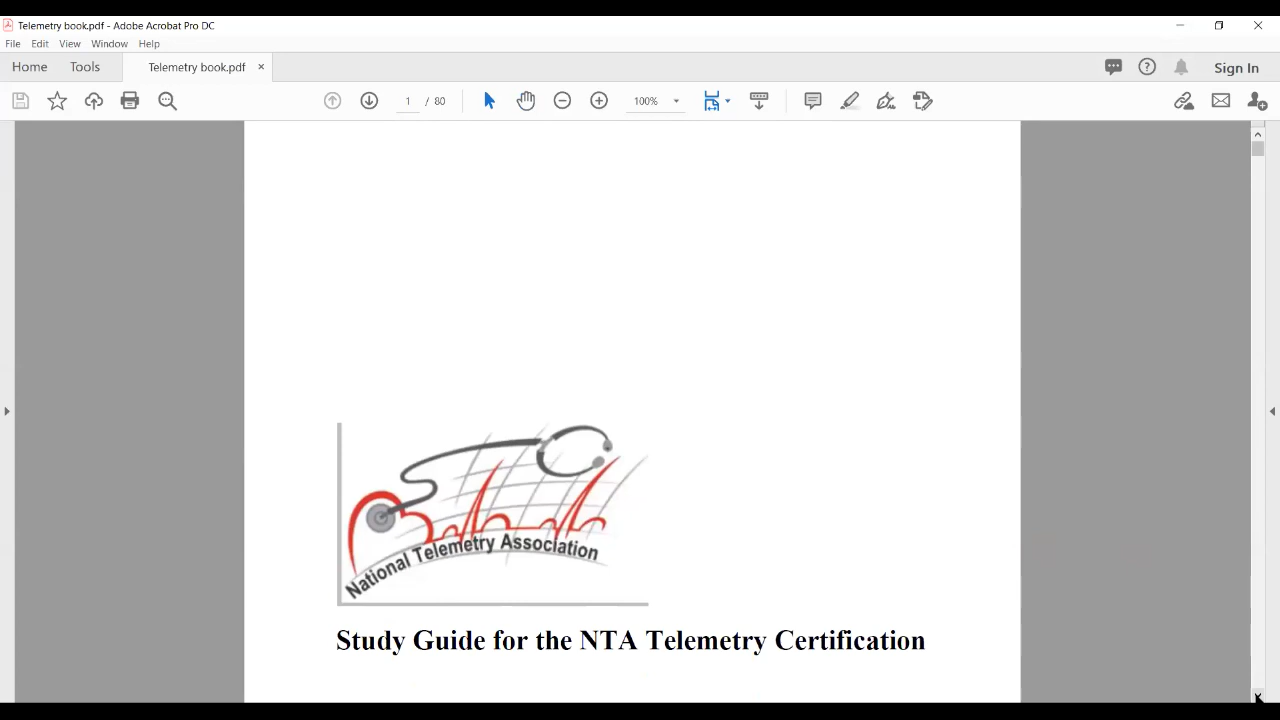 Telemetry book.pdf - Adobe Acrobat Pro DC
File Edit View Window Help
Home Tools Telemetry book.pdf × Sign In
1 / 80 100%
National Telemetry Association
Study Guide for the NTA Telemetry Certification